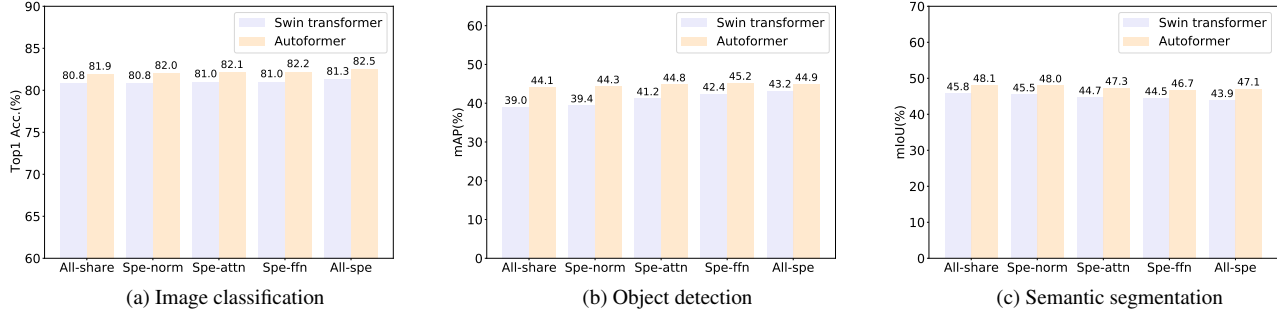 Top1 Acc.(%)
90
85
80
75
70
65
60
Swin transformer
Autoformer
80.8 81.9 80.8 82.0 81.0 82.1 81.0 82.2 81.3 82.5
All-share Spe-norm Spe-attn Spe-ffn All-spe
(a) Image classification
mAP(%)
60
50
40
30
20
10
0
Swin transformer
Autoformer
39.0 44.1 39.4 44.3 41.2 44.8 42.4 45.2 43.2 44.9
All-share Spe-norm Spe-attn Spe-ffn All-spe
(b) Object detection
mIoU(%)
70
60
50
40
30
20
10
0
Swin transformer
Autoformer
45.8 48.1 45.5 48.0 44.7 47.3 44.5 46.7 43.9 47.1
All-share Spe-norm Spe-attn Spe-ffn All-spe
(c) Semantic segmentation